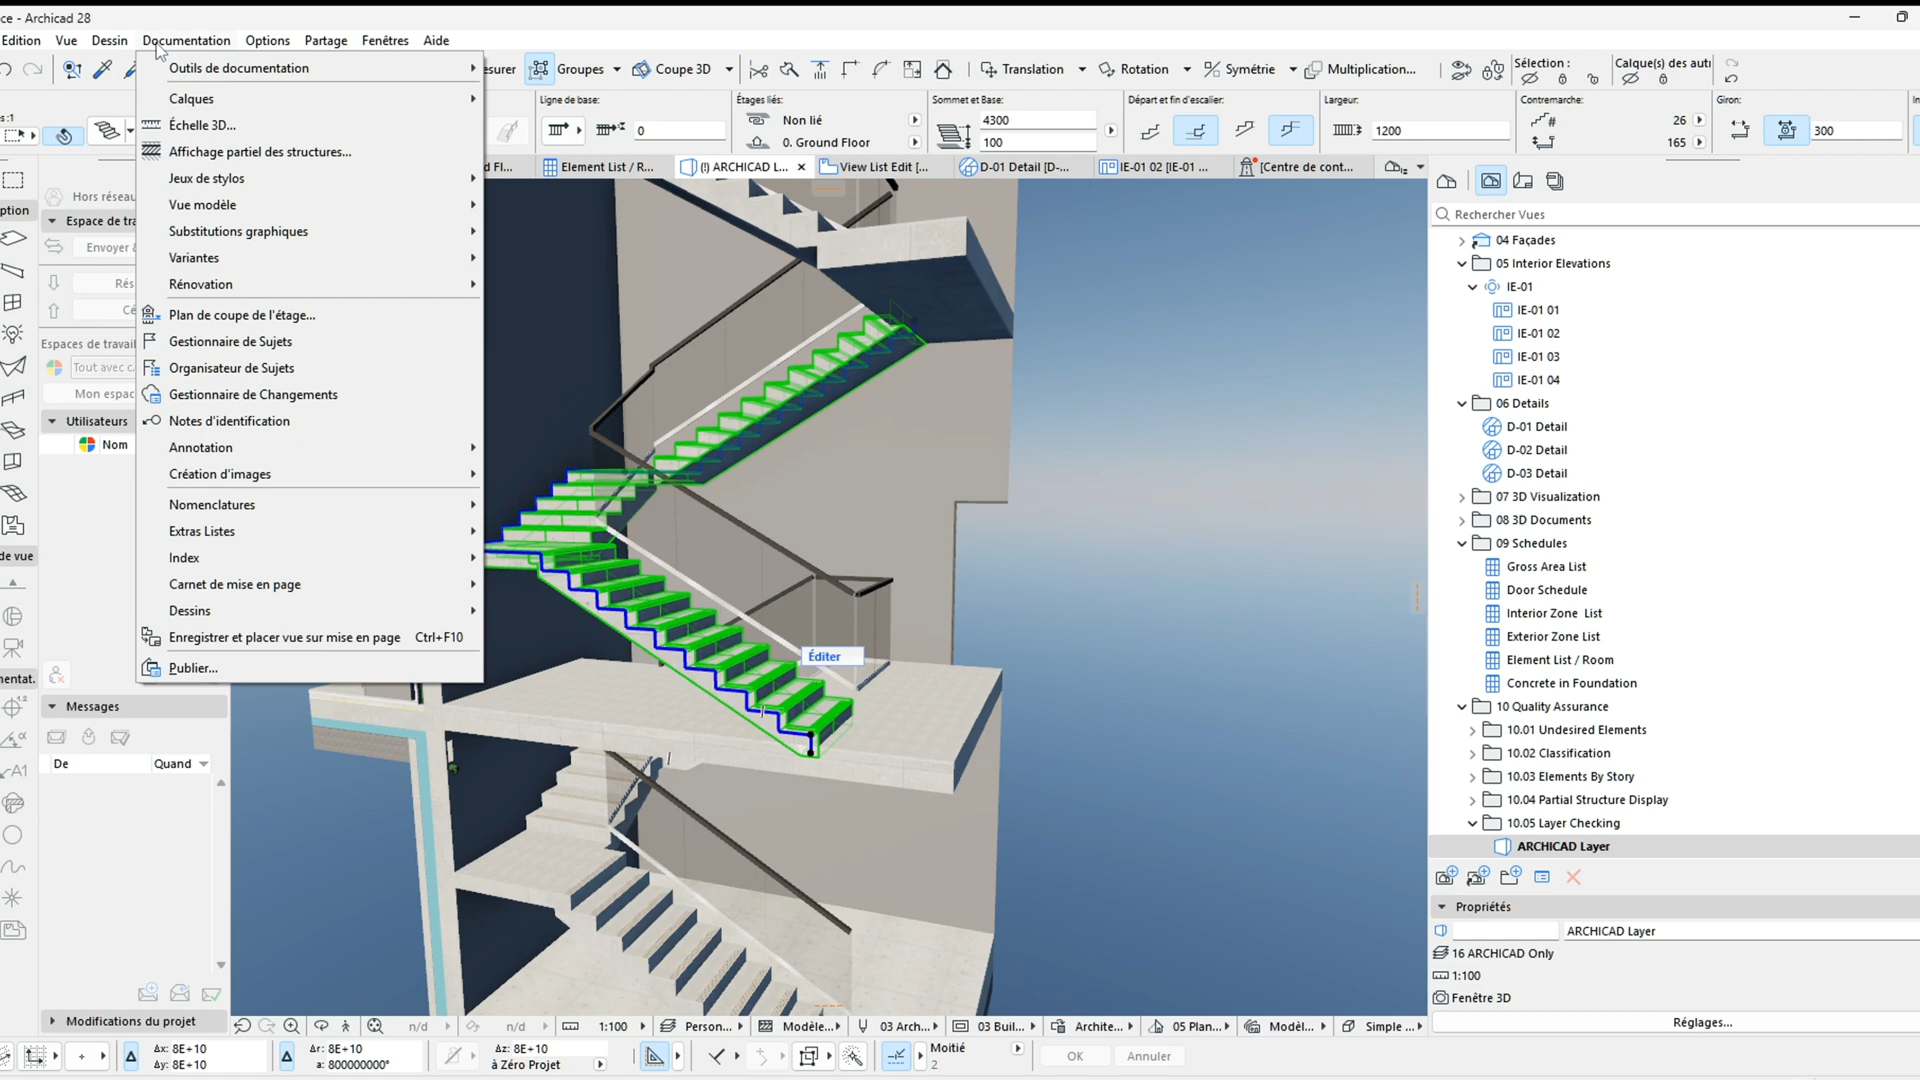 ce - Archicad 28
Edition Vue Dessin Documentation Options Partage Fenêtres Aide
Outils de documentation
Calques
Échelle 3D...
Affichage partiel des structures...
Jeux de stylos
Vue modèle
Substitutions graphiques
Variantes
Rénovation
Plan de coupe de l'étage...
Gestionnaire de Sujets
Organisateur de Sujets
Gestionnaire de Changements
Notes d'identification
Annotation
Création d'images
Nomenclatures
Extras Listes
Index
Carnet de mise en page
Dessins
Enregistrer et placer vue sur mise en page Ctrl+F10
Publier...
surer Groupes Coupe 3D Translation Rotation Symétrie Multiplication...
Sélection :
Calque(s) des aut
s :1
Ligne de base:
0
Étages liés:
Non lié
0. Ground Floor
Sommet et Base:
4300
100
Départ et fin d'escalier:
Largeur:
1200
Contremarche:
26
165
Giron:
300
d Fl...
Element List / R...
(!) ARCHICAD L...
View List Edit [...
D-01 Detail [D-...
IE-01 02 [IE-01 ...
[Centre de cont...
Hors réseau
ption
Espace de tra
Envoyer &
Rés
Cé
Espaces de travail
Tout avec c
Mon espac
Utilisateurs
Nom
de vue
mentat.
Messages
De Quand
Modifications du projet
Éditer
Rechercher Vues
04 Façades
05 Interior Elevations
IE-01
IE-01 01
IE-01 02
IE-01 03
IE-01 04
06 Details
D-01 Detail
D-02 Detail
D-03 Detail
07 3D Visualization
08 3D Documents
09 Schedules
Gross Area List
Door Schedule
Interior Zone List
Exterior Zone List
Element List / Room
Concrete in Foundation
10 Quality Assurance
10.01 Undesired Elements
10.02 Classification
10.03 Elements By Story
10.04 Partial Structure Display
10.05 Layer Checking
ARCHICAD Layer
Propriétés
ARCHICAD Layer
16 ARCHICAD Only
1:100
Fenêtre 3D
Réglages...
n/d n/d 1:100 Person... Modèle... 03 Arch... 03 Buil... Archite... 05 Plan... Modèl... Simple ...
Δx: 8E+10
Δy: 8E+10
Δr: 8E+10
a: 800000000°
Δz: 8E+10
à Zéro Projet
Moitié
2
OK Annuler